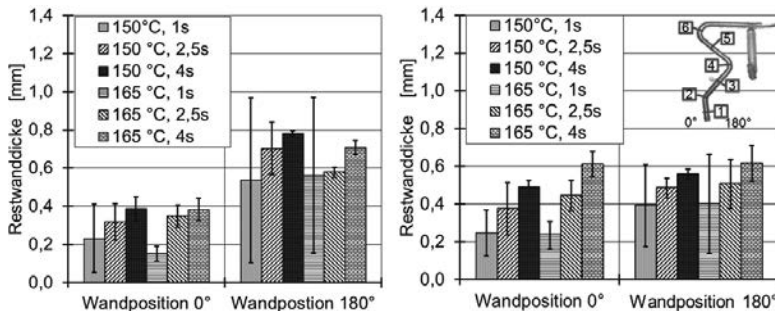 Restwanddicke [mm]
1,4
1,2
1,0
0,8
0,6
0,4
0,2
0,0
150°C, 1s
150 °C, 2,5s
150 °C, 4s
165 °C, 1s
165 °C, 2,5s
165 °C, 4s
Wandposition 0°
Wandpostion 180°
Restwanddicke [mm]
1,4
1,2
1,0
0,8
0,6
0,4
0,2
0,0
150°C, 1s
150 °C, 2,5s
150 °C, 4s
165 °C, 1s
165 °C, 2,5s
165 °C, 4s
6
5
4
3
2
1
0°
180°
Wandposition 0°
Wandposition 180°